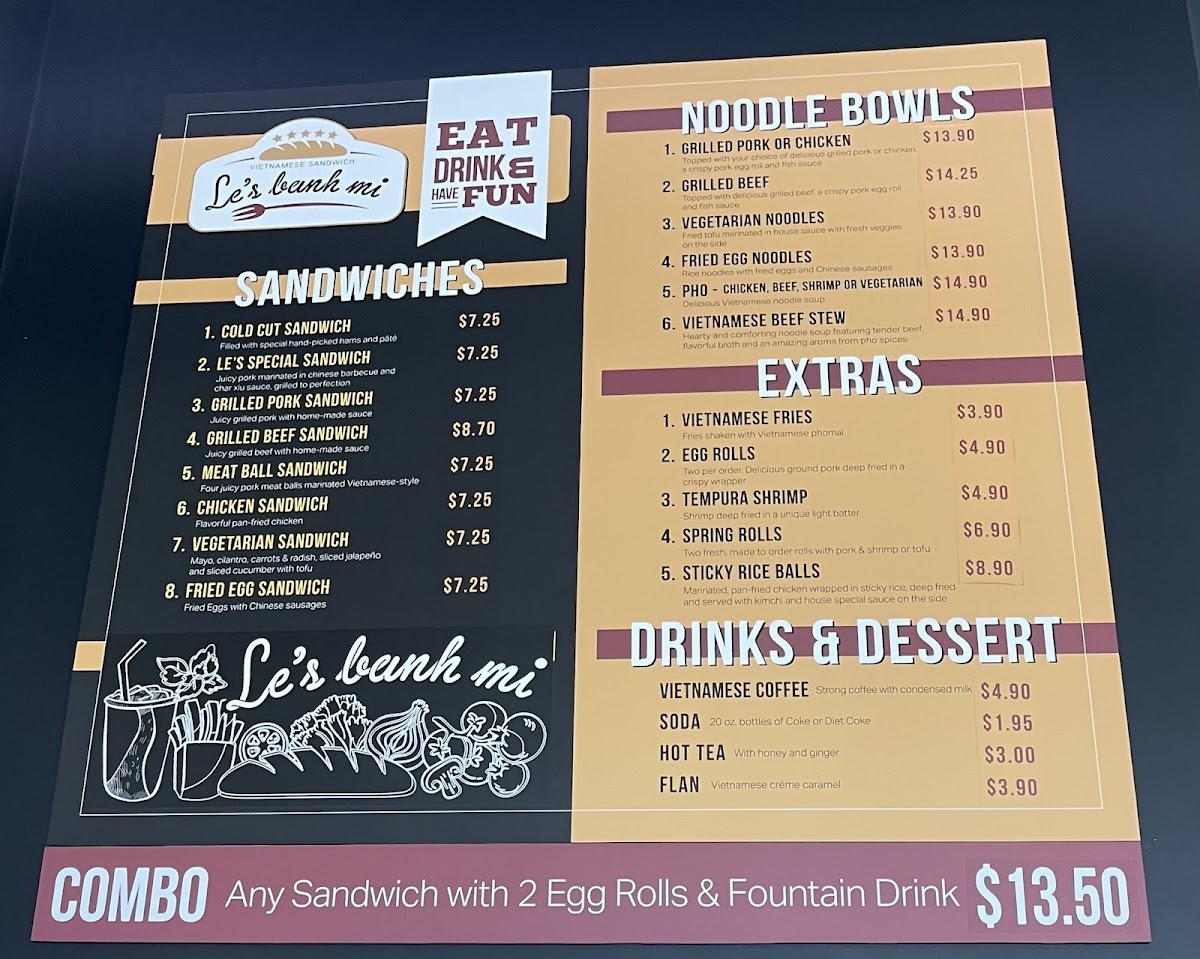 VIETNAMESE SANDWICH
Le's banh mi
EAT
DRINK &
HAVE FUN
SANDWICHES
1. COLD CUT SANDWICH $7.25
Filled with special hand-picked hams and pâté
2. LE'S SPECIAL SANDWICH $7.25
Juicy pork marinated in chinese barbecue and
char xiu sauce, grilled to perfection
3. GRILLED PORK SANDWICH $7.25
Juicy grilled pork with home-made sauce
4. GRILLED BEEF SANDWICH $8.70
Juicy grilled beef with home-made sauce
5. MEAT BALL SANDWICH $7.25
Four juicy pork meat balls marinated Vietnamese-style
6. CHICKEN SANDWICH $7.25
Flavorful pan-fried chicken
7. VEGETARIAN SANDWICH $7.25
Mayo, cilantro, carrots & radish, sliced jalapeño
and sliced cucumber with tofu
8. FRIED EGG SANDWICH $7.25
Fried Eggs with Chinese sausages
Le's banh mi
NOODLE BOWLS
1. GRILLED PORK OR CHICKEN $13.90
Topped with your choice of delicious grilled pork or chicken,
a crispy pork egg roll and fish sauce
2. GRILLED BEEF $14.25
Topped with delicious grilled beef, a crispy pork egg roll
and fish sauce
3. VEGETARIAN NOODLES $13.90
Fried tofu marinated in house sauce with fresh veggies
on the side
4. FRIED EGG NOODLES $13.90
Rice noodles with fried eggs and Chinese sausages
5. PHO - CHICKEN, BEEF, SHRIMP OR VEGETARIAN $14.90
Delicious Vietnamese noodle soup
6. VIETNAMESE BEEF STEW $14.90
Hearty and comforting noodle soup featuring tender beef,
flavorful broth and an amazing aroma from pho spices
EXTRAS
1. VIETNAMESE FRIES $3.90
Fries shaken with Vietnamese phomai
2. EGG ROLLS $4.90
Two per order. Delicious ground pork deep fried in a
crispy wrapper
3. TEMPURA SHRIMP $4.90
Shrimp deep fried in a unique light batter
4. SPRING ROLLS $6.90
Two fresh, made to order rolls with pork & shrimp or tofu
5. STICKY RICE BALLS $8.90
Marinated, pan-fried chicken wrapped in sticky rice, deep fried
and served with kimchi and house special sauce on the side
DRINKS & DESSERT
VIETNAMESE COFFEE Strong coffee with condensed milk $4.90
SODA 20 oz. bottles of Coke or Diet Coke $1.95
HOT TEA With honey and ginger $3.00
FLAN Vietnamese créme caramel $3.90
COMBO Any Sandwich with 2 Egg Rolls & Fountain Drink $13.50